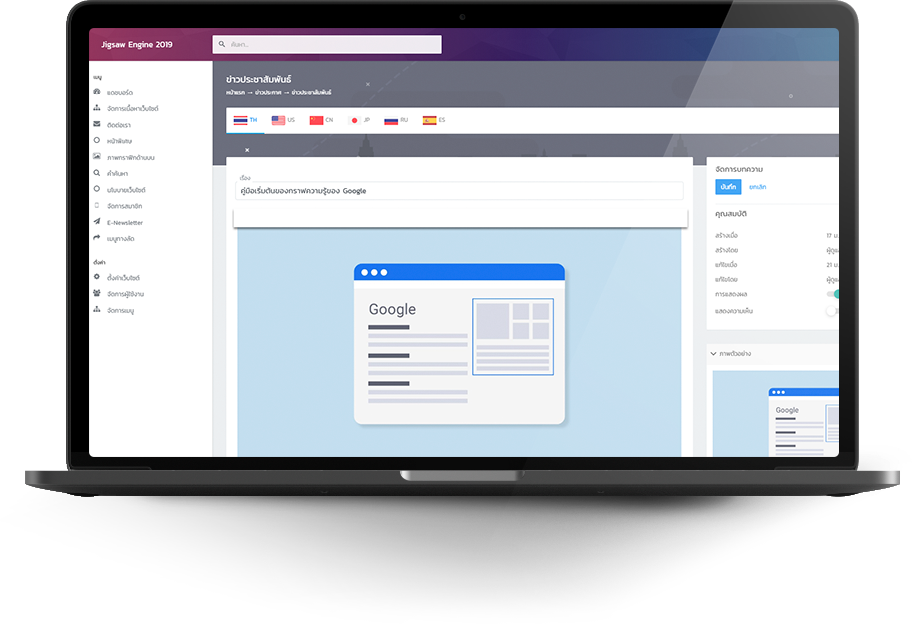 Jigsaw Engine 2019
ค้นหา...
เมนู
แดชบอร์ด
จัดการเนื้อหาเว็บไซต์
ติดต่อเรา
หน้าพิเศษ
ภาพกราฟิกด้านบน
คำค้นหา
นโยบายเว็บไซต์
จัดการสมาชิก
E-Newsletter
เมนูทางลัด
ตั้งค่า
ตั้งค่าเว็บไซต์
จัดการผู้ใช้งาน
จัดการเมนู
ข่าวประชาสัมพันธ์
หน้าแรก → ข่าวประกาศ → ข่าวประชาสัมพันธ์
TH US CN JP RU ES
×
เรื่อง
คู่มือเริ่มต้นของกราฟความรู้ของ Google
Google
จัดการบทความ
บันทึก ยกเลิก
คุณสมบัติ
สร้างเมื่อ 17 ม
สร้างโดย ผู้ดูแ
แก้ไขเมื่อ 21 ม
แก้ไขโดย ผู้ดูแ
การแสดงผล
แสดงความเห็น
ภาพตัวอย่าง
Google